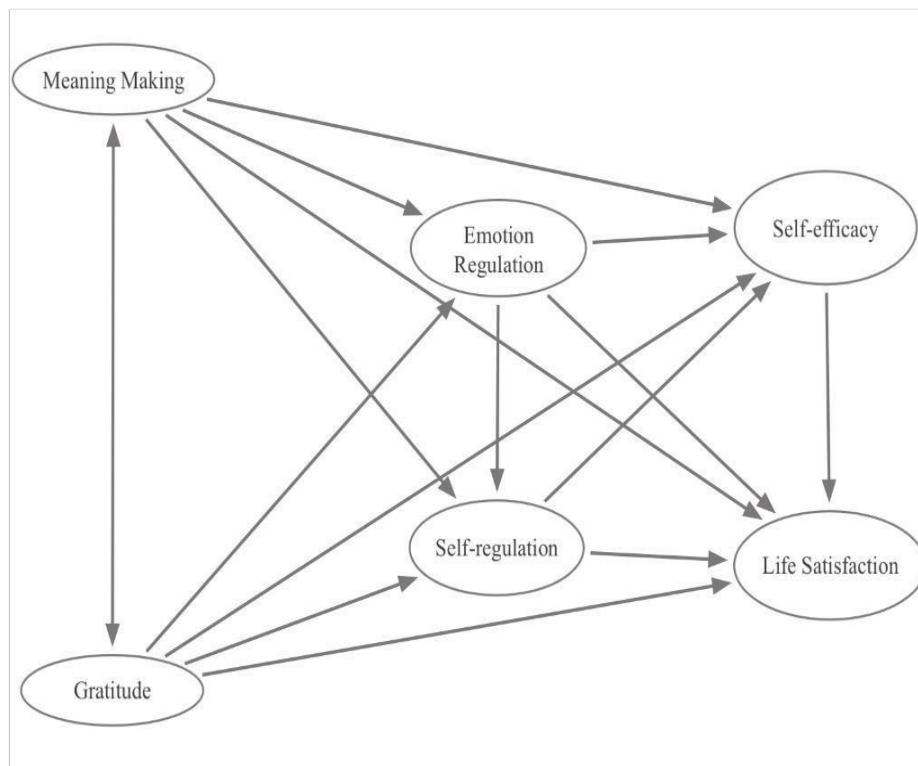 Meaning Making
Emotion
Regulation
Self-efficacy
Self-regulation
Life Satisfaction
Gratitude